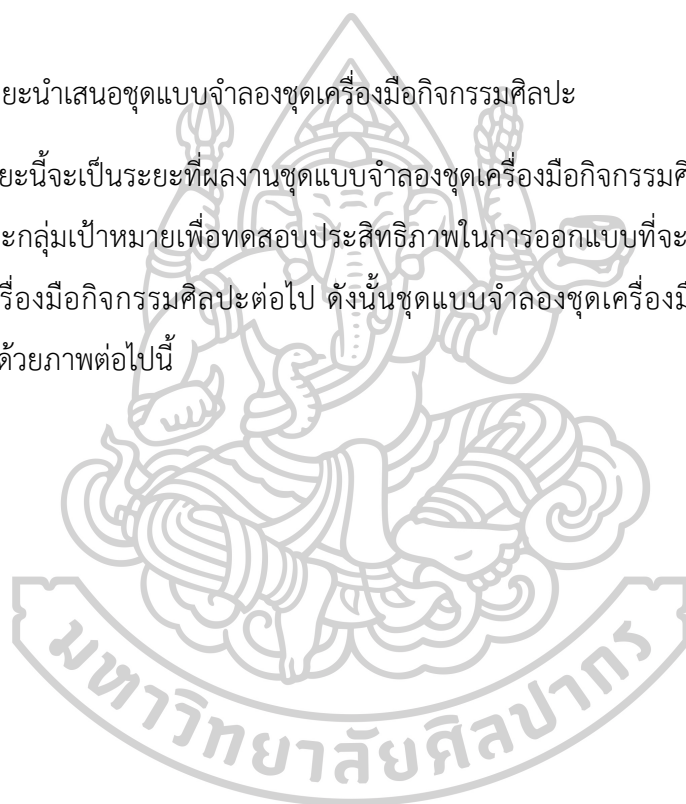 ยะนำเสนอชุดแบบจำลองชุดเครื่องมือกิจกรรมศิลปะ
ยะนี้จะเป็นระยะที่ผลงานชุดแบบจำลองชุดเครื่องมือกิจกรรมศิ
ะกลุ่มเป้าหมายเพื่อทดสอบประสิทธิภาพในการออกแบบที่จะ
รื่องมือกิจกรรมศิลปะต่อไป ดังนั้นชุดแบบจำลองชุดเครื่องมื
ด้วยภาพต่อไปนี้
มหาวิทยาลัยศิลปากร